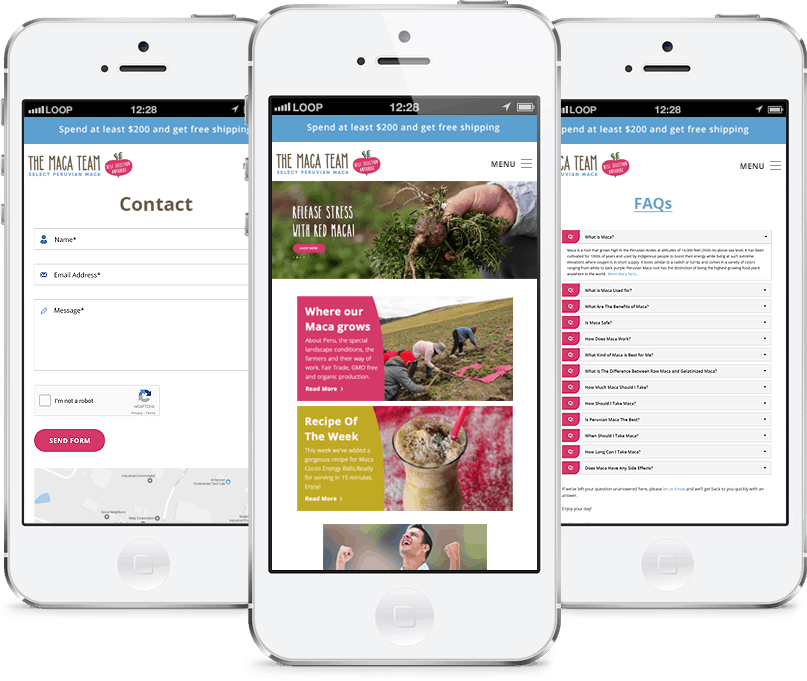 LOOP 12:28
Spend at least $200 and get free shipping
THE MACA TEAM
SELECT PERUVIAN MACA
BEST SELECTION
ANYWHERE
Contact
Name*
Email Address*
Message*
I'm not a robot
reCAPTCHA
Privacy - Terms
SEND FORM
LOOP 12:28
Spend at least $200 and get free shipping
THE MACA TEAM
SELECT PERUVIAN MACA
BEST SELECTION
ANYWHERE
MENU
RELEASE STRESS
WITH RED MACA!
SHOP NOW
Where our
Maca grows
About Peru, the special
landscape conditions, the
farmers and their way of
work. Fair Trade, GMO free
and organic production.
Read More >
Recipe Of
The Week
This week we've added a
gorgeous recipe for Maca
Cocos Energy Balls.Ready
for serving in 15 minutes.
Enjoy!
Read More >
LOOP 12:28
pend at least $200 and get free shipping
MACA TEAM
PERUVIAN MACA
BEST SELECTION
ANYWHERE
MENU
FAQs
Q: What is Maca?
Maca is a root that grows high in the Peruvian Andes at altitudes of 14,000 feet (3500 m) above sea level. It has been
cultivated for 1000's of years and used by indigenous people to boost their energy while living at such extreme
elevations where oxygen is in short supply. It looks similar to a radish or turnip and comes in a variety of colors
ranging from white to dark purple. Peruvian Maca root has the distinction of being the highest growing food plant
anywhere in the world. More Maca facts...
Q: What is Maca Used for?
Q: What Are The Benefits of Maca?
Q: Is Maca Safe?
Q: How Does Maca Work?
Q: What Kind of Maca is Best for Me?
Q: What Is The Difference Between Raw Maca and Gelatinized Maca?
Q: How Much Maca Should I Take?
Q: How Should I Take Maca?
Q: Is Peruvian Maca The Best?
Q: When Should I Take Maca?
Q: How Long Can I Take Maca?
Q: Does Maca Have Any Side Effects?
If we've left your question unanswered here, please let us know and we'll get back to you quickly with an
answer.
Enjoy your day!